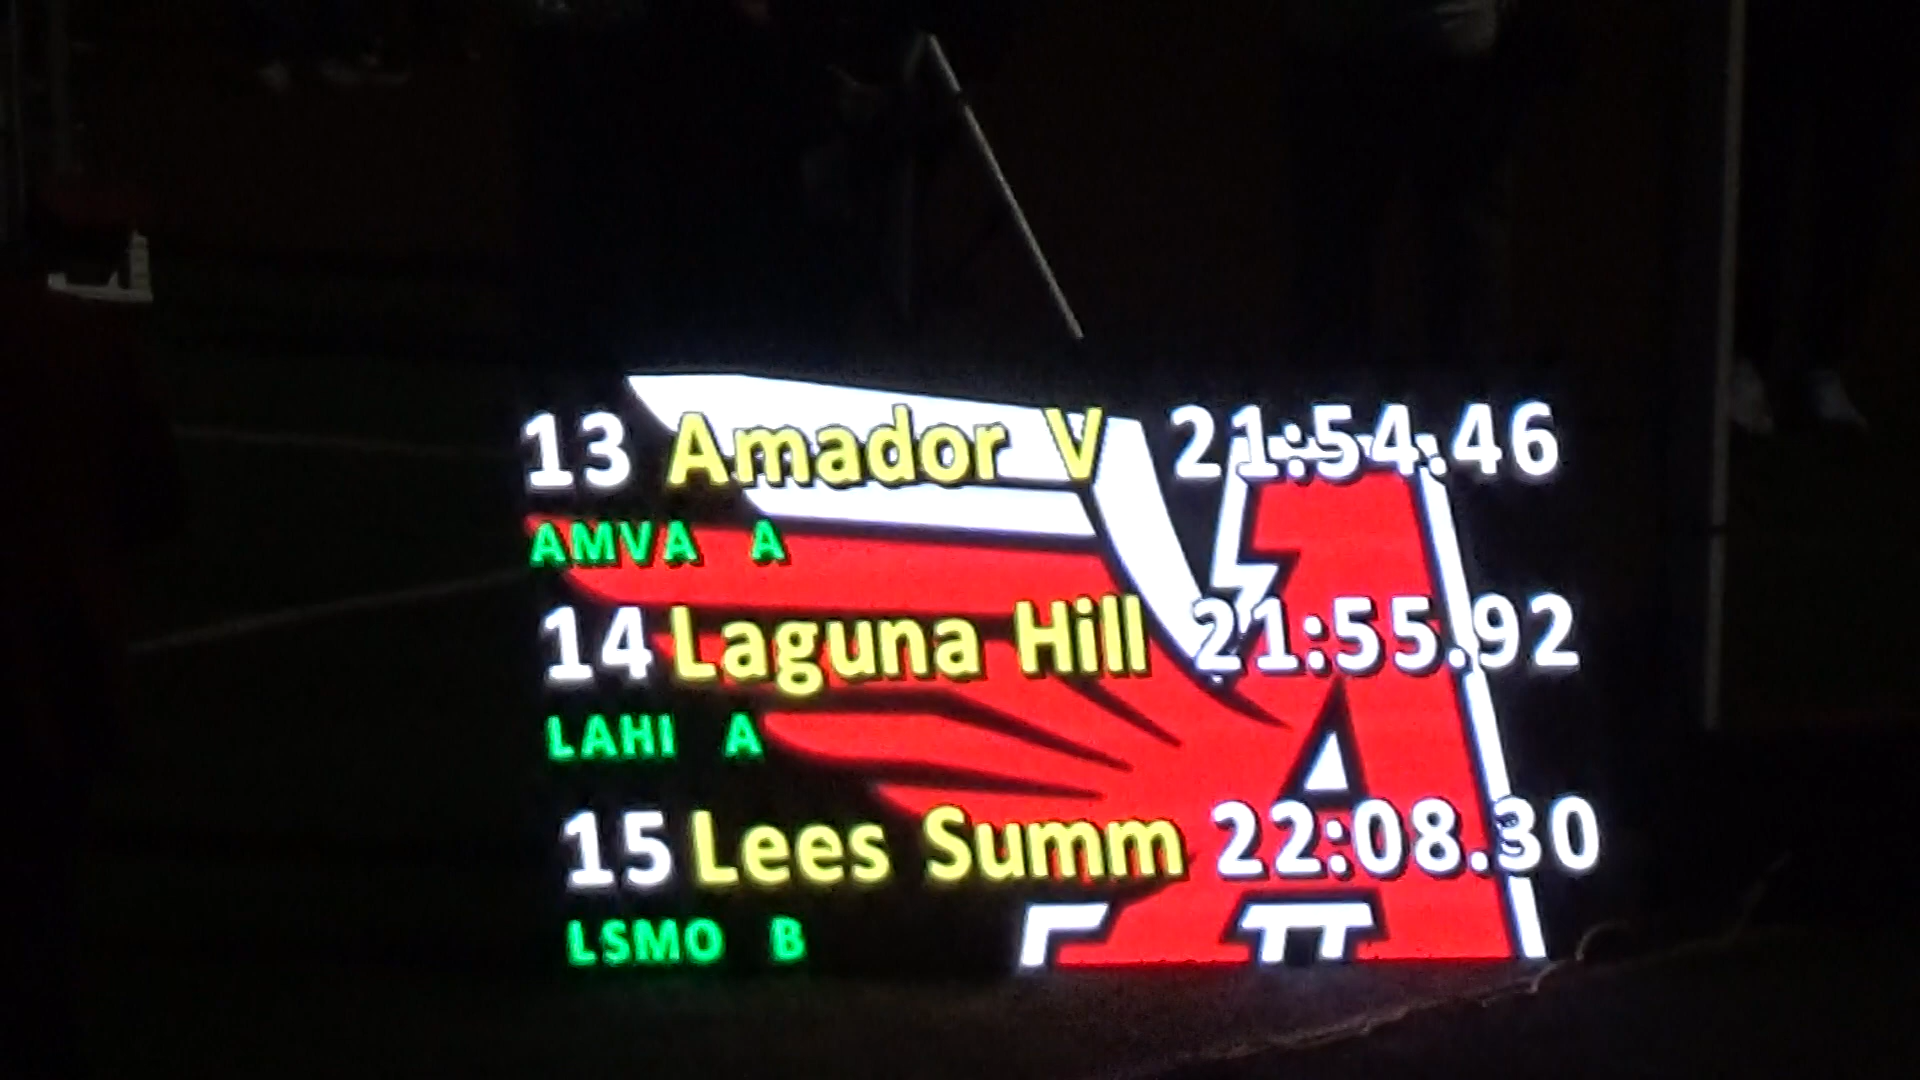 13 Amador V 21:54.46
AMVA A
14 Laguna Hill 21:55.92
LAHI A
15 Lees Summ 22:08.30
LSMO B